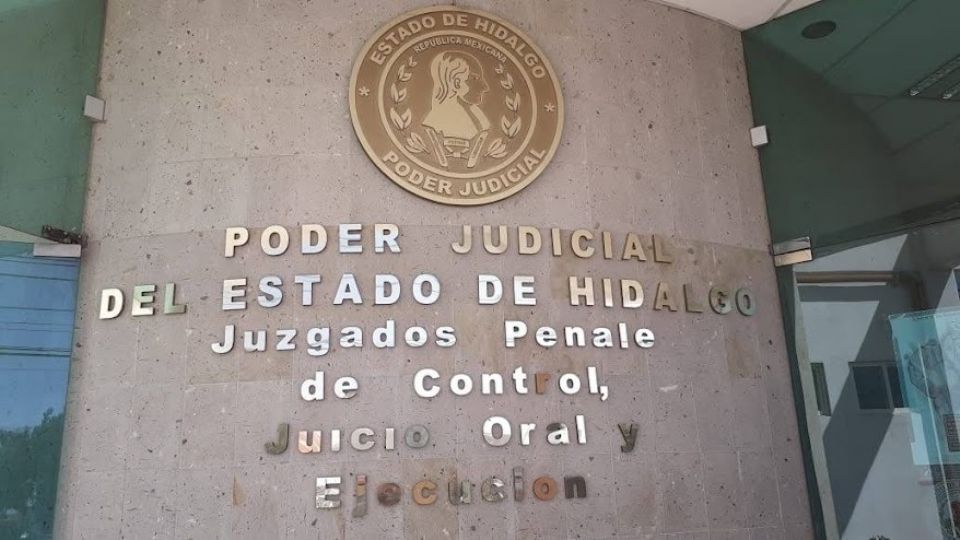 ESTADO DE HIDALGO
REPUBLICA MEXICANA
PODER JUDICIAL
PODER JUDICIAL
DEL ESTADO DE HIDALGO
Juzgados Penale
de Control,
Juicio Oral y
Ejecucion